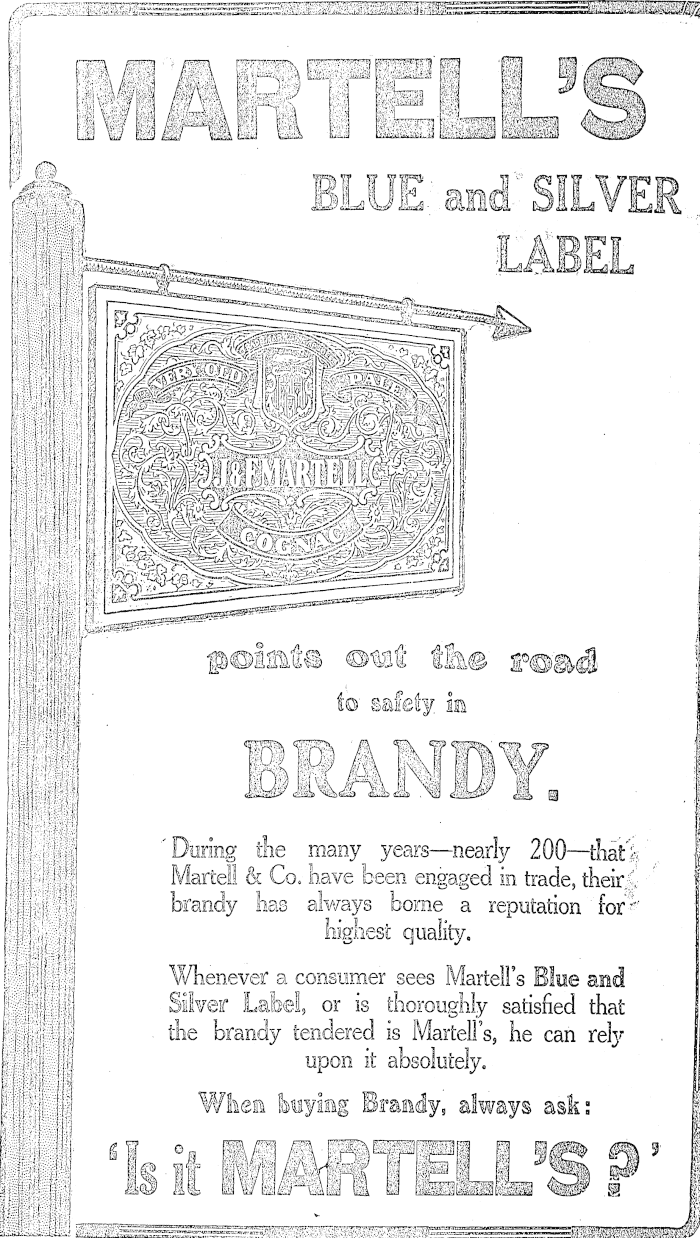 MARTELL'S
BLUE and SILVER
LABEL
VERY OLD PALE
J&F MARTELL
COGNAC
points out the road
to safety in
BRANDY.
During the many years—nearly 200—that
Martell & Co. have been engaged in trade, their
brandy has always borne a reputation for
highest quality.
Whenever a consumer sees Martell's Blue and
Silver Label, or is thoroughly satisfied that
the brandy tendered is Martell's, he can rely
upon it absolutely.
When buying Brandy, always ask:
'Is it MARTELL'S?'